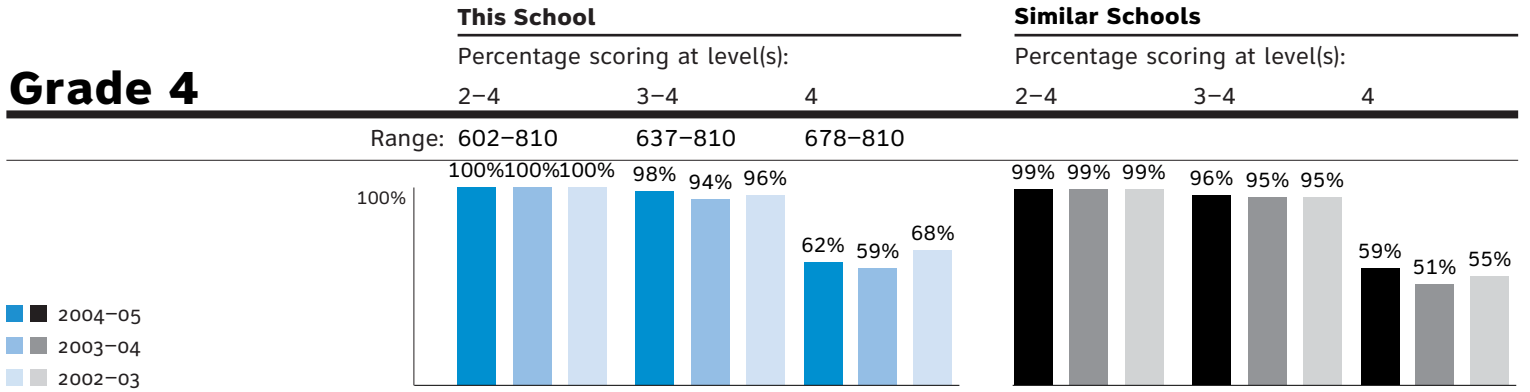 This School
Similar Schools
Percentage scoring at level(s):
Percentage scoring at level(s):
Grade 4
2–4 3–4 4
2–4 3–4 4
Range: 602–810 637–810 678–810
100% 100% 100% 98% 94% 96% 62% 59% 68%
99% 99% 99% 96% 95% 95% 59% 51% 55%
100%
2004–05
2003–04
2002–03